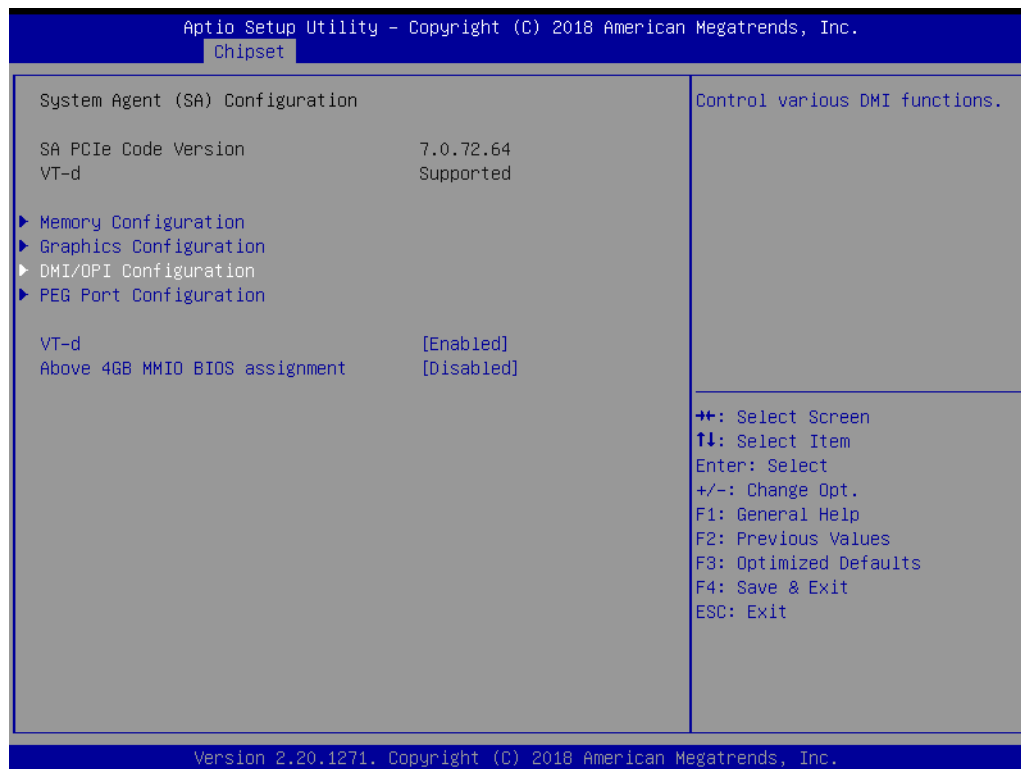 Aptio Setup Utility – Copyright (C) 2018 American Megatrends, Inc.
Chipset
System Agent (SA) Configuration
SA PCIe Code Version 7.0.72.64
VT-d Supported
▶ Memory Configuration
▶ Graphics Configuration
▶ DMI/OPI Configuration
▶ PEG Port Configuration
VT-d [Enabled]
Above 4GB MMIO BIOS assignment [Disabled]
Control various DMI functions.
→←: Select Screen
↑↓: Select Item
Enter: Select
+/-: Change Opt.
F1: General Help
F2: Previous Values
F3: Optimized Defaults
F4: Save & Exit
ESC: Exit
Version 2.20.1271. Copyright (C) 2018 American Megatrends, Inc.